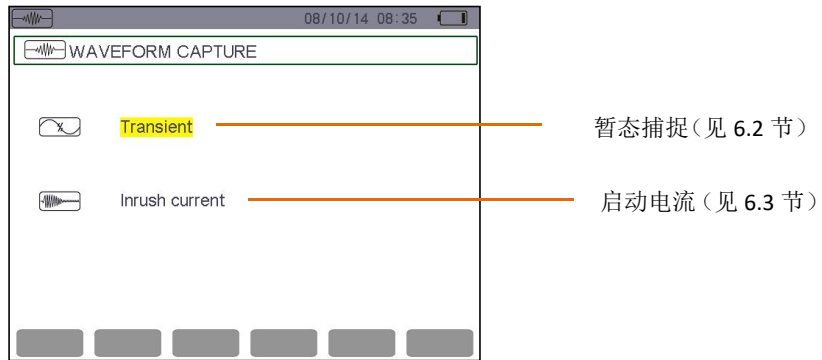 08/10/14 08:35
WAVEFORM CAPTURE
Transient
暂态捕捉（见 6.2 节）
Inrush current
启动电流（见 6.3 节）